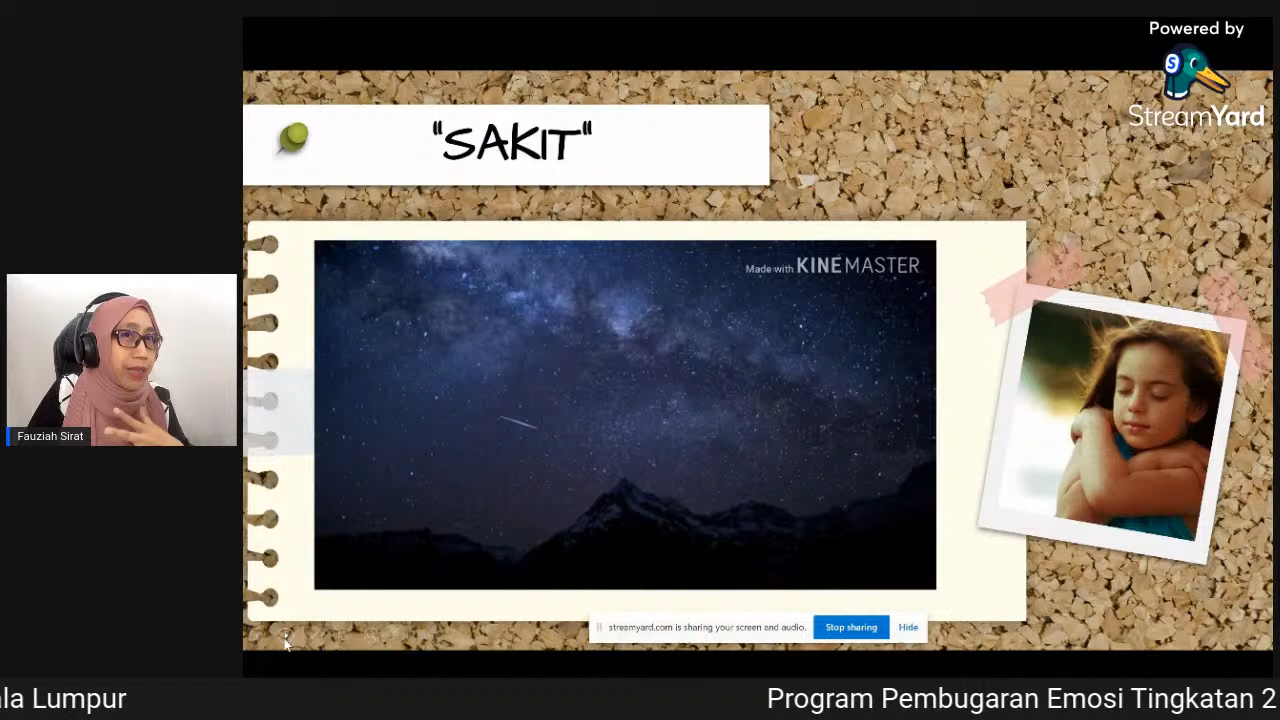 Powered by
StreamYard
"SAKIT"
Made with KINEMASTER
Fauziah Sirat
streamyard.com is sharing your screen and audio.
Stop sharing
Hide
ala Lumpur
Program Pembugaran Emosi Tingkatan 2